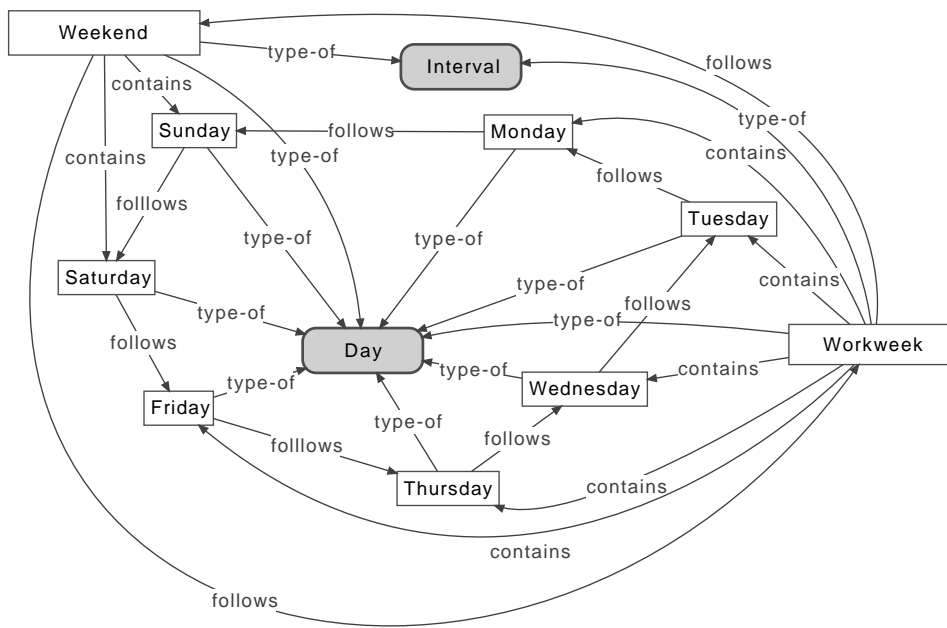 Weekend
follows
type-of
Interval
contains
type-of
Sunday
follows
Monday
contains
contains
type-of
follows
folllows
Tuesday
type-of
type-of
Saturday
type-of
contains
type-of
follows
type-of
follows
type-of
Day
Workweek
type-of
type-of
contains
Wednesday
Friday
type-of
folllows
follows
Thursday
contains
contains
follows